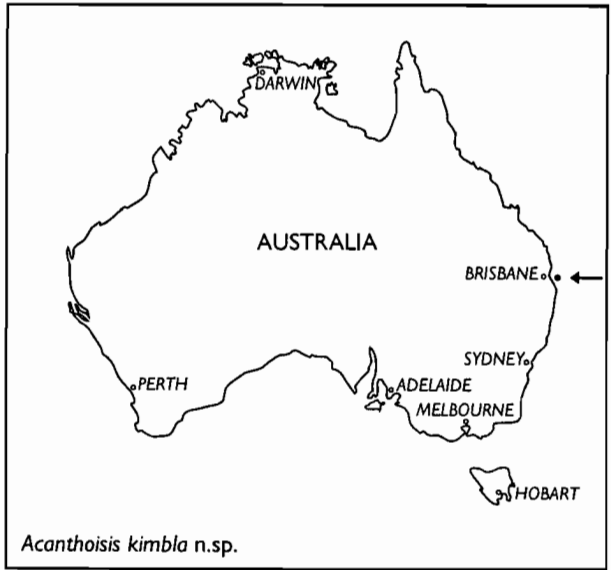 DARWIN
AUSTRALIA
BRISBANE
SYDNEY
PERTH
ADELAIDE
MELBOURNE
HOBART
Acanthoisis kimbla n.sp.